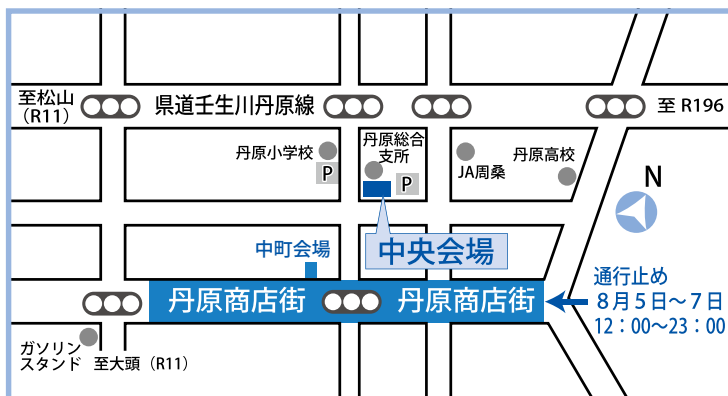 至松山
（R11）
県道壬生川丹原線
至 R196
丹原小学校
P
丹原総合
支所
P
JA周桑
丹原高校
N
中町会場
中央会場
丹原商店街
丹原商店街
通行止め
８月５日～７日
12：00～23：00
ガソリン
スタンド
至大頭（R11）